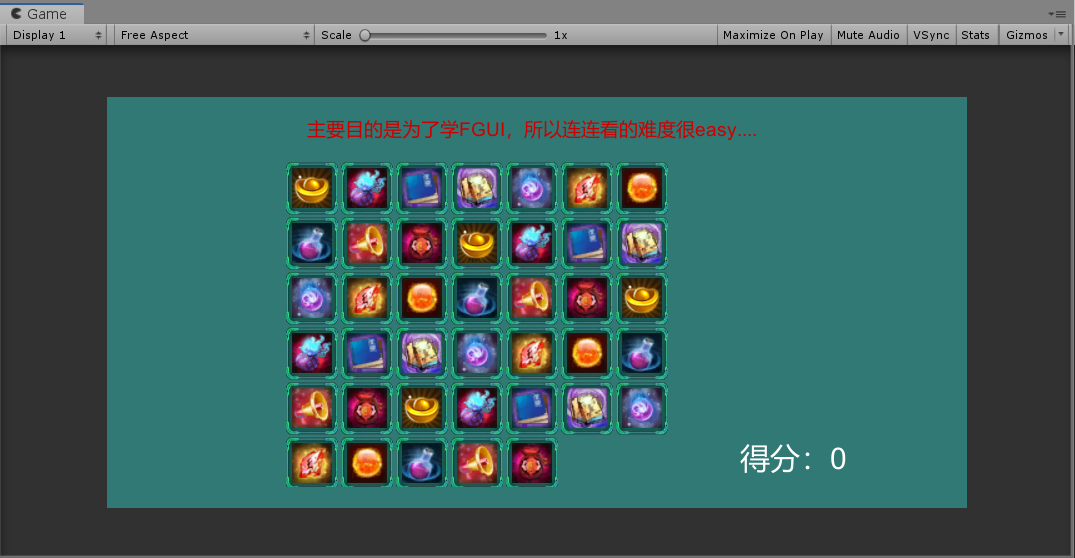 Game
Display 1 Free Aspect Scale 1x Maximize On Play Mute Audio VSync Stats Gizmos
主要目的是为了学FGUI，所以连连看的难度很easy....
得分：0